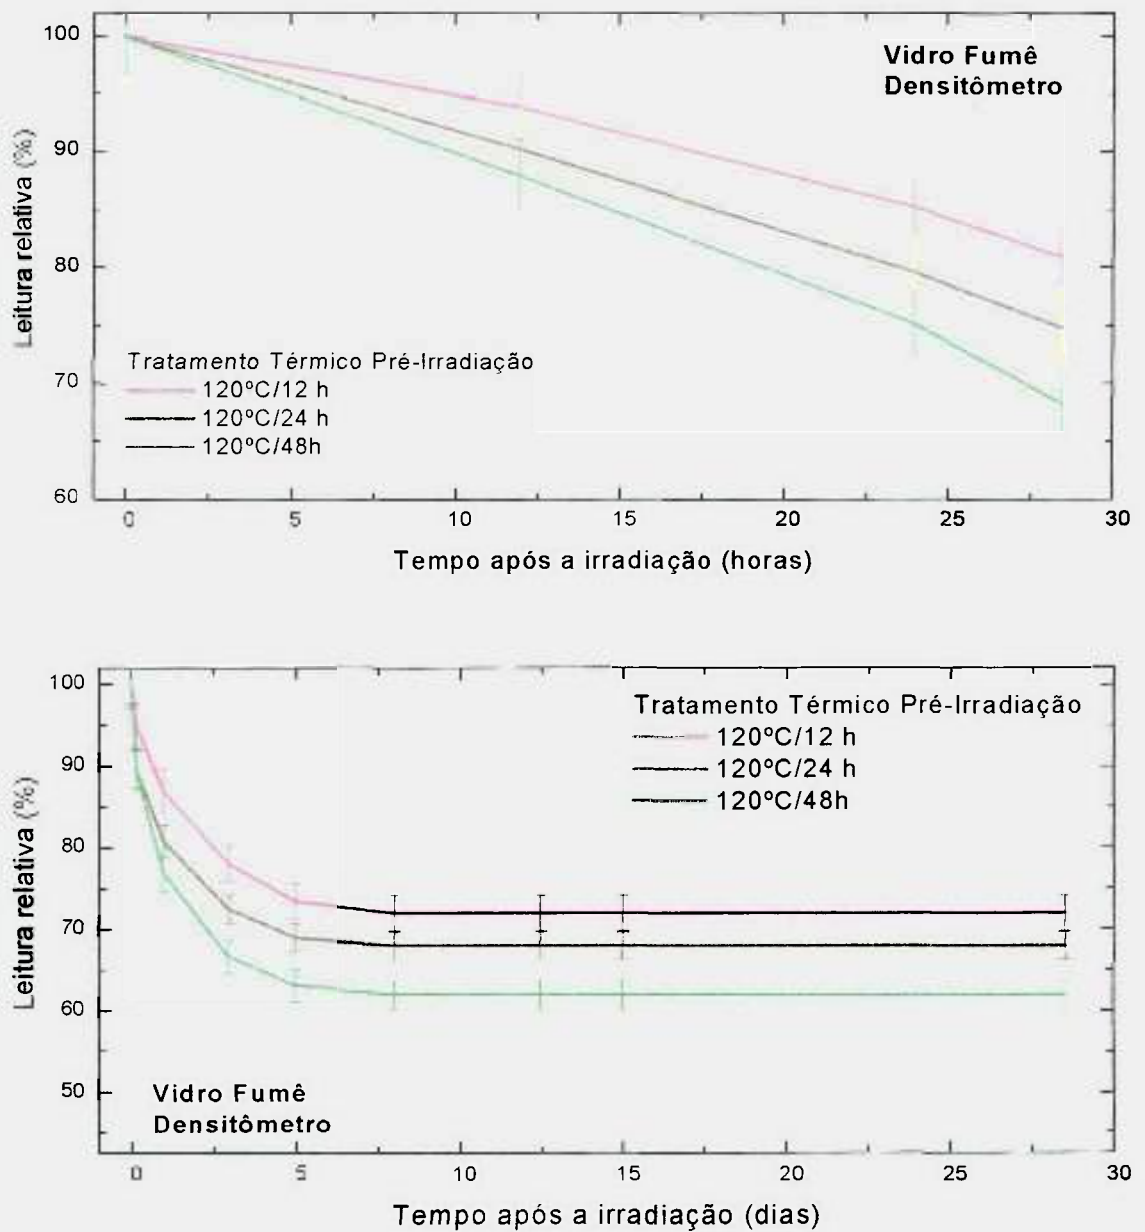 100
90
80
70
60
Leitura relativa (%)
Vidro Fumê
Densitômetro
Tratamento Térmico Pré-Irradiação
120ºC/12 h
120ºC/24 h
120ºC/48h
0
5
10
15
20
25
30
Tempo após a irradiação (horas)
100
90
80
70
60
50
Leitura relativa (%)
Tratamento Térmico Pré-Irradiação
120ºC/12 h
120ºC/24 h
120ºC/48h
Vidro Fumê
Densitômetro
0
5
10
15
20
25
30
Tempo após a irradiação (dias)